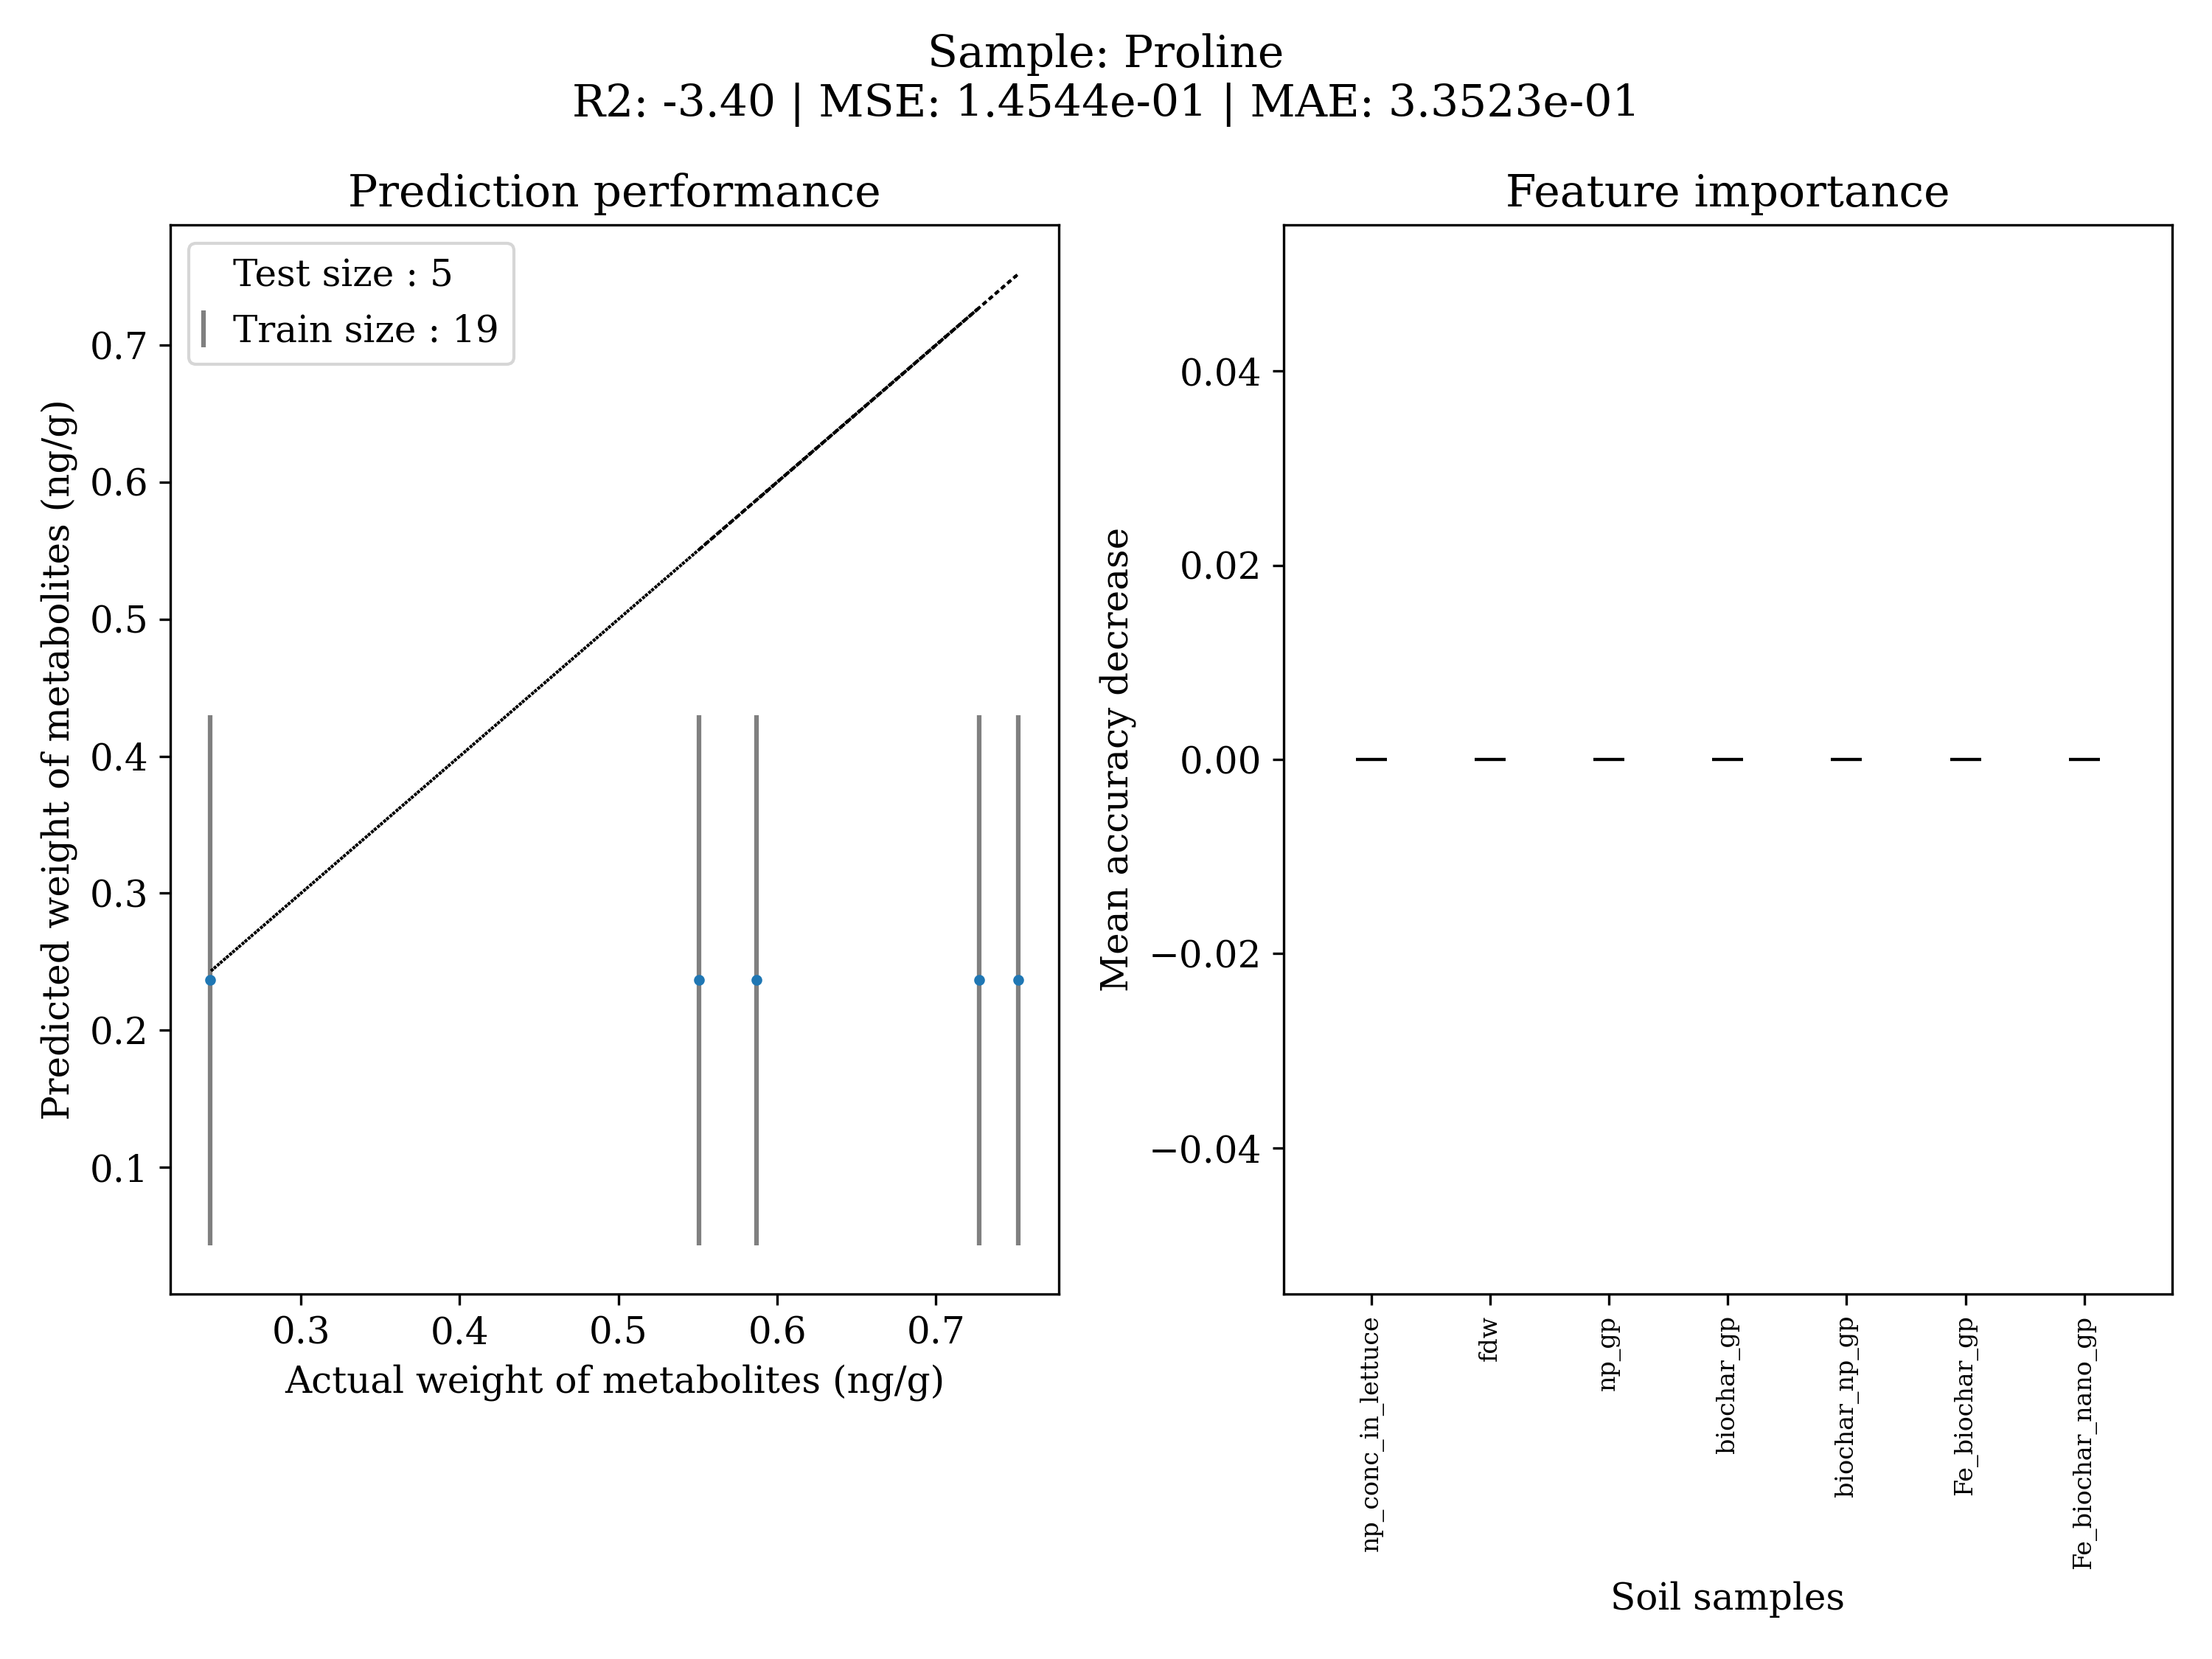 Sample: Proline
R2: -3.40 | MSE: 1.4544e-01 | MAE: 3.3523e-01
Prediction performance
Test size : 5
Train size : 19
Predicted weight of metabolites (ng/g)
0.7
0.6
0.5
0.4
0.3
0.2
0.1
0.3 0.4 0.5 0.6 0.7
Actual weight of metabolites (ng/g)
Feature importance
Mean accuracy decrease
0.04
0.02
0.00
−0.02
−0.04
np_conc_in_lettuce
fdw
np_gp
biochar_gp
biochar_np_gp
Fe_biochar_gp
Fe_biochar_nano_gp
Soil samples